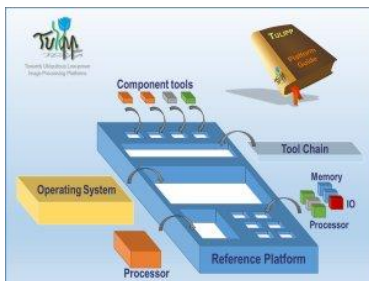 TULIPP
Towards Ubiquitous Low-power
Image Processing Platforms
TULIPP
Platform
Guide
Component tools
Tool Chain
Operating System
Memory
IO
Processor
Processor
Reference Platform